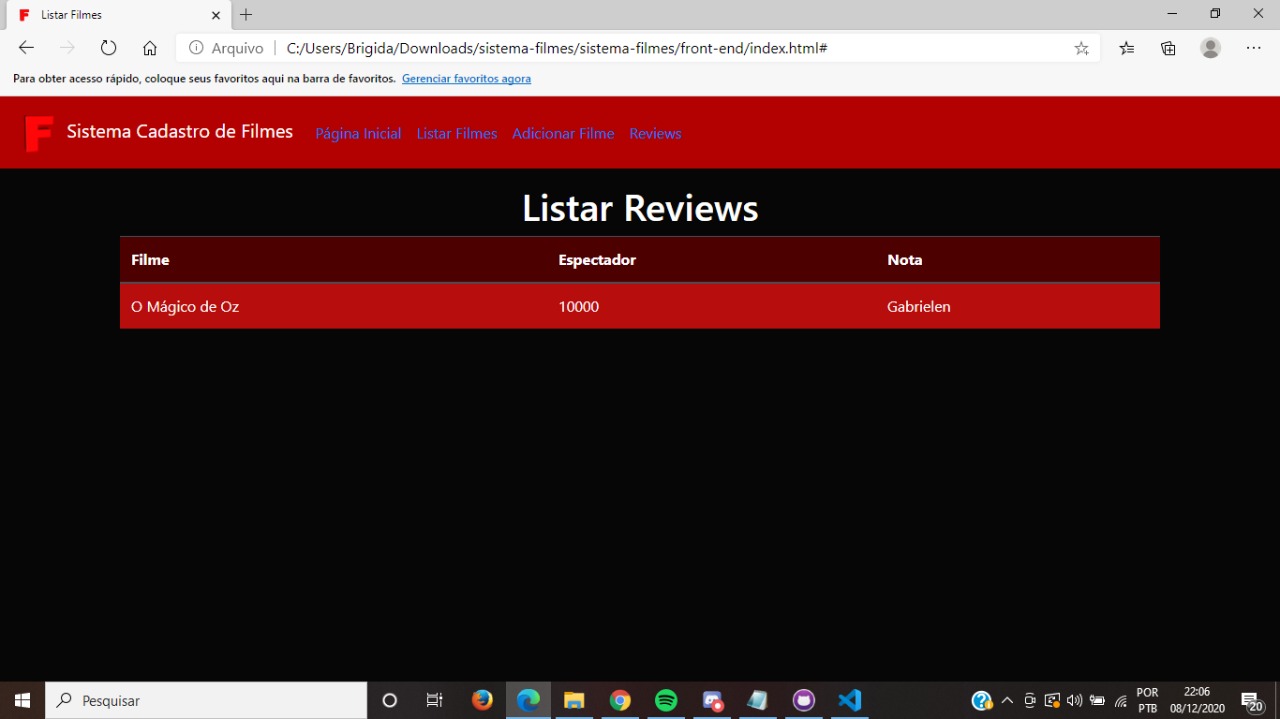 Listar Filmes
Arquivo C:/Users/Brigida/Downloads/sistema-filmes/sistema-filmes/front-end/index.html#
Para obter acesso rápido, coloque seus favoritos aqui na barra de favoritos. Gerenciar favoritos agora
F Sistema Cadastro de Filmes Página Inicial Listar Filmes Adicionar Filme Reviews
Listar Reviews
Filme Espectador Nota
O Mágico de Oz 10000 Gabrielen
Pesquisar
POR
PTB
22:06
08/12/2020
20